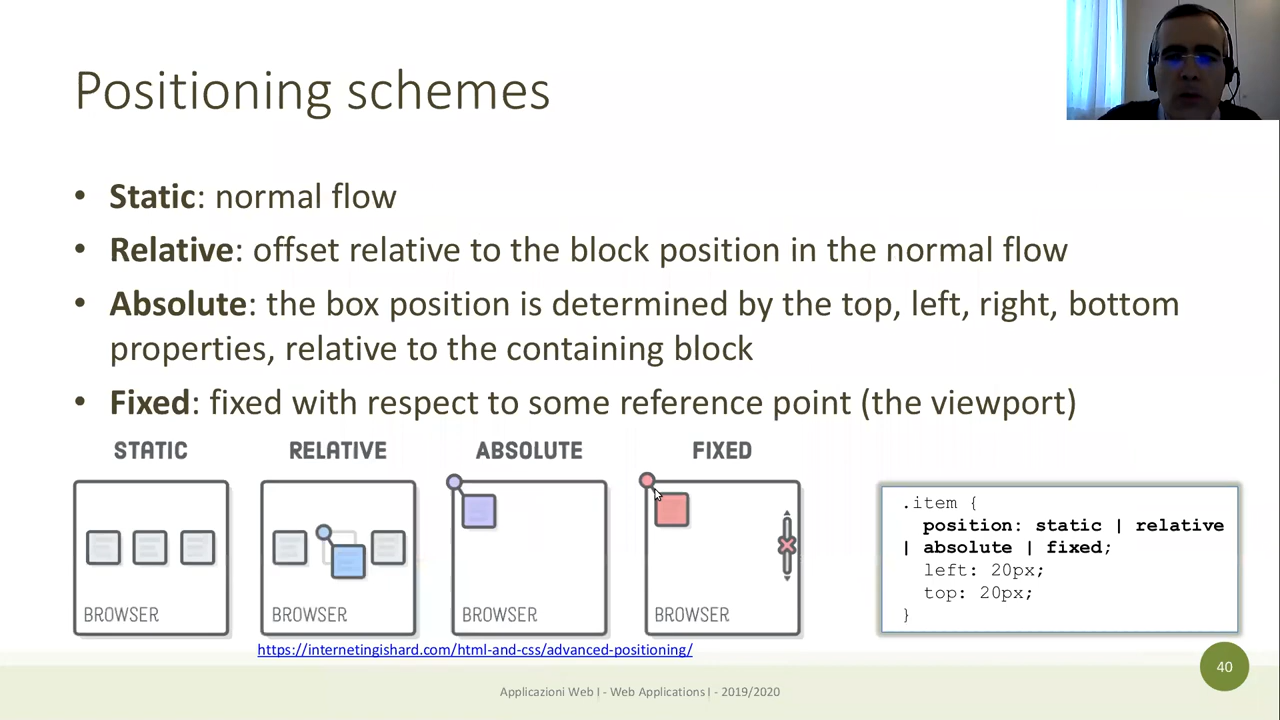 Positioning schemes
• Static: normal flow
• Relative: offset relative to the block position in the normal flow
• Absolute: the box position is determined by the top, left, right, bottom
properties, relative to the containing block
• Fixed: fixed with respect to some reference point (the viewport)
STATIC
RELATIVE
ABSOLUTE
FIXED
BROWSER
BROWSER
BROWSER
BROWSER
.item {
position: static | relative
| absolute | fixed;
left: 20px;
top: 20px;
}
https://internetingishard.com/html-and-css/advanced-positioning/
40
Applicazioni Web I - Web Applications I - 2019/2020